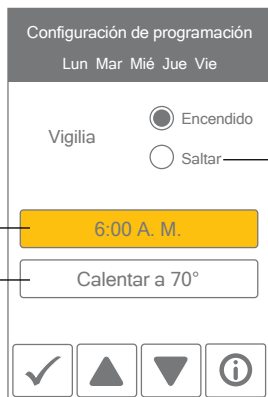 Configuración de programación
Lun Mar Mié Jue Vie
Encendido
Vigilia
Saltar
6:00 A. M.
Calentar a 70°